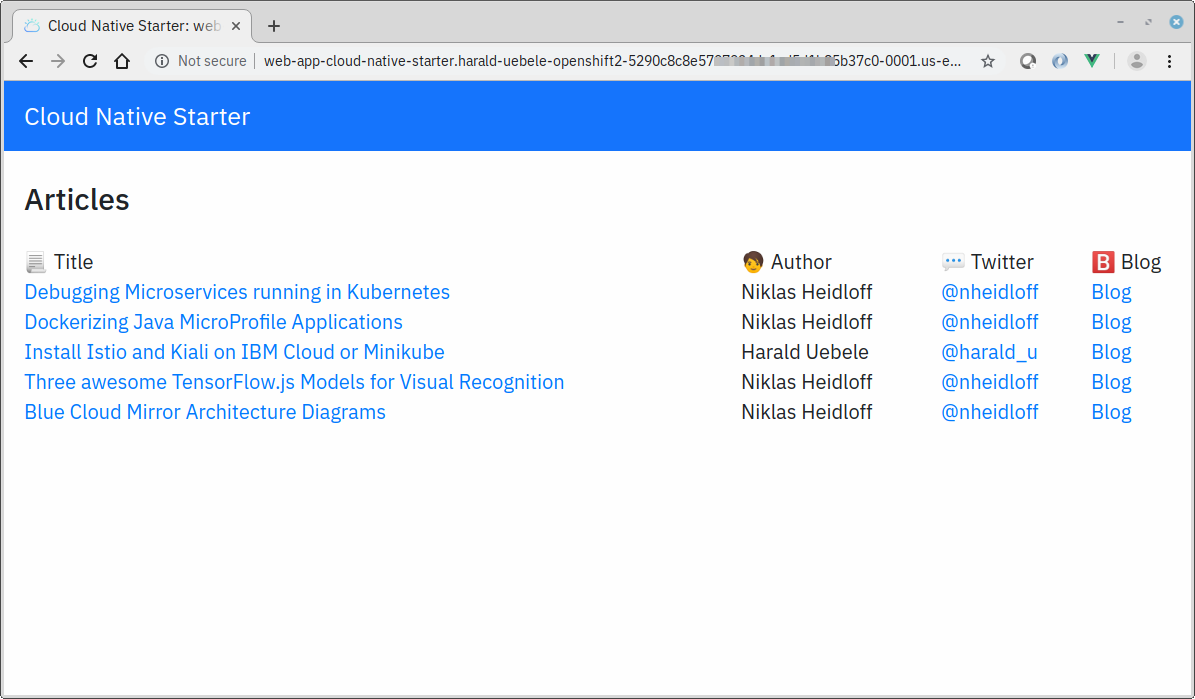 Cloud Native Starter: web
Not secure
web-app-cloud-native-starter.harald-uebele-openshift2-5290c8c8e57 5b37c0-0001.us-e...
Cloud Native Starter
Articles
📃 Title 🧑 Author 💬 Twitter 🅱 Blog
Debugging Microservices running in Kubernetes Niklas Heidloff @nheidloff Blog
Dockerizing Java MicroProfile Applications Niklas Heidloff @nheidloff Blog
Install Istio and Kiali on IBM Cloud or Minikube Harald Uebele @harald_u Blog
Three awesome TensorFlow.js Models for Visual Recognition Niklas Heidloff @nheidloff Blog
Blue Cloud Mirror Architecture Diagrams Niklas Heidloff @nheidloff Blog